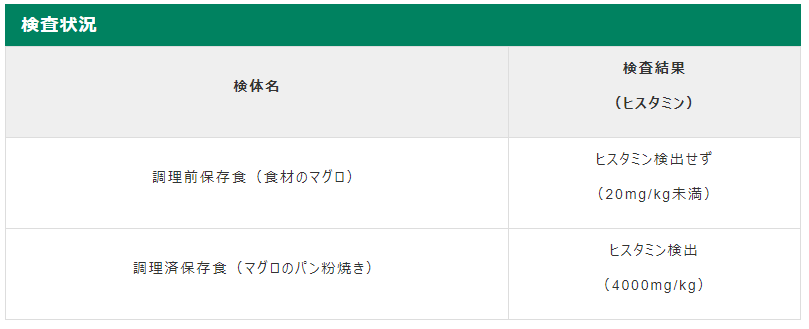 検査状況
検体名
検査結果
（ヒスタミン）
調理前保存食（食材のマグロ）
ヒスタミン検出せず
（20mg/kg未満）
調理済保存食（マグロのパン粉焼き）
ヒスタミン検出
（4000mg/kg）